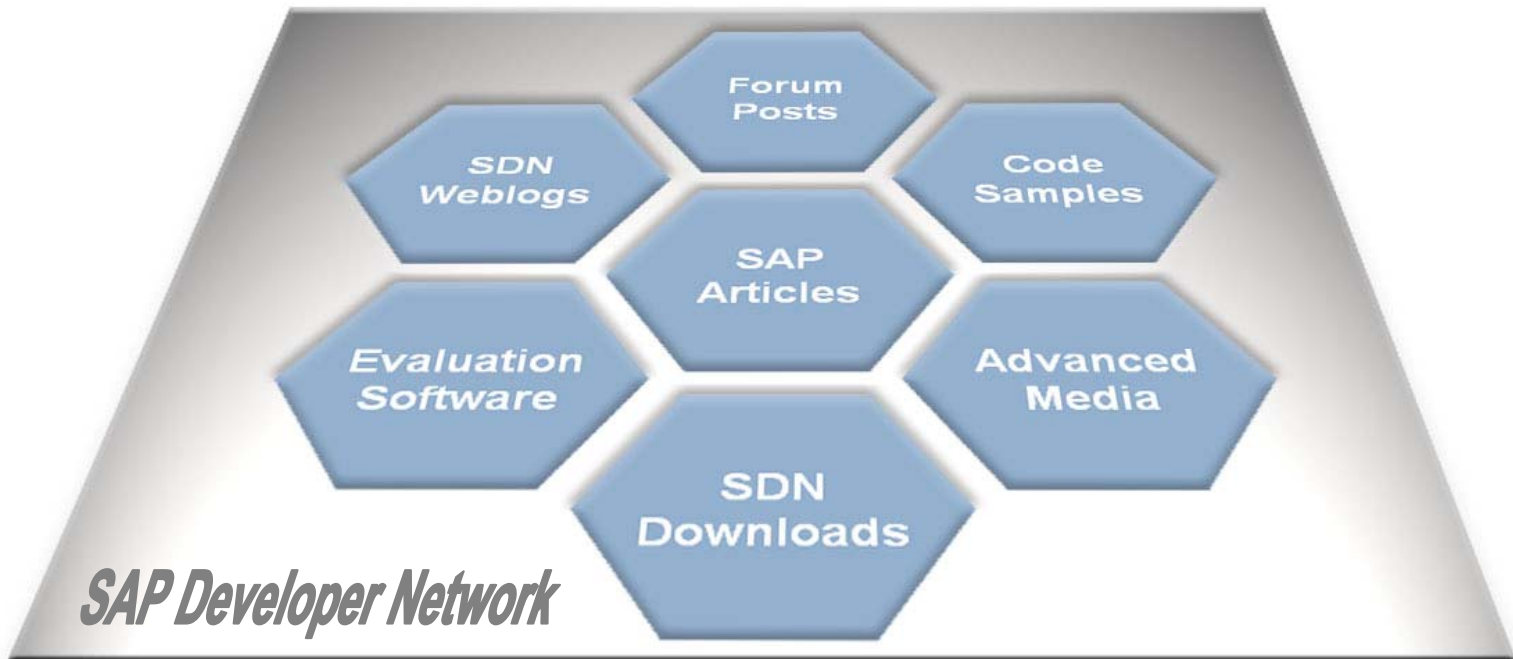 Forum
Posts
SDN
Weblogs
Code
Samples
SAP
Articles
Evaluation
Software
Advanced
Media
SDN
Downloads
SAP Developer Network